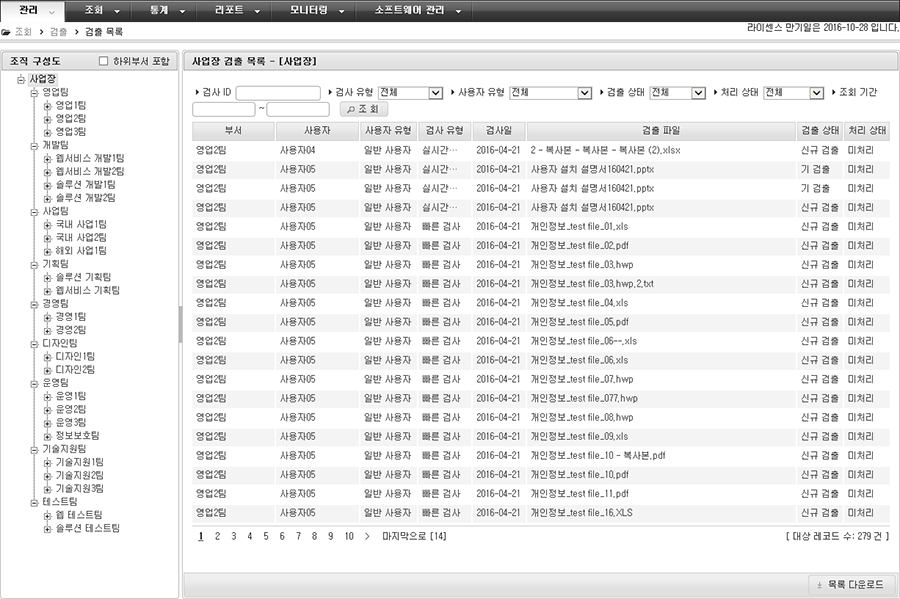 관리 조회 통계 리포트 모니터링 소프트웨어 관리
조회 > 검출 > 검출 목록
라이센스 만기일은 2016-10-28 입니다.
조직 구성도 하위부서 포함
사업장
영업팀
영업1팀
영업2팀
영업3팀
개발팀
웹서비스 개발1팀
웹서비스 개발2팀
솔루션 개발1팀
솔루션 개발2팀
사업팀
국내 사업1팀
국내 사업2팀
해외 사업1팀
기획팀
솔루션 기획팀
웹서비스 기획팀
경영팀
경영1팀
경영2팀
디자인팀
디자인1팀
디자인2팀
운영팀
운영1팀
운영2팀
운영3팀
정보보호팀
기술지원팀
기술지원1팀
기술지원2팀
기술지원3팀
테스트팀
웹 테스트팀
솔루션 테스트팀
사업장 검출 목록 - [사업장]
검사 ID 검사 유형 전체 사용자 유형 전체 검출 상태 전체 처리 상태 전체 조회 기간
~ 조회
부서 사용자 사용자 유형 검사 유형 검사일 검출 파일 검출 상태 처리 상태
영업2팀 사용자04 일반 사용자 실시간… 2016-04-21 2 - 복사본 - 복사본 - 복사본 (2).xlsx 신규 검출 미처리
영업2팀 사용자05 일반 사용자 실시간… 2016-04-21 사용자 설치 설명서160421.pptx 기 검출 미처리
영업2팀 사용자05 일반 사용자 실시간… 2016-04-21 사용자 설치 설명서160421.pptx 기 검출 미처리
영업2팀 사용자05 일반 사용자 실시간… 2016-04-21 사용자 설치 설명서160421.pptx 신규 검출 미처리
영업2팀 사용자05 일반 사용자 빠른 검사 2016-04-21 개인정보_test file_01.xls 신규 검출 미처리
영업2팀 사용자05 일반 사용자 빠른 검사 2016-04-21 개인정보_test file_02.pdf 신규 검출 미처리
영업2팀 사용자05 일반 사용자 빠른 검사 2016-04-21 개인정보_test file_03.hwp 신규 검출 미처리
영업2팀 사용자05 일반 사용자 빠른 검사 2016-04-21 개인정보_test file_03.hwp.2.txt 신규 검출 미처리
영업2팀 사용자05 일반 사용자 빠른 검사 2016-04-21 개인정보_test file_04.xls 신규 검출 미처리
영업2팀 사용자05 일반 사용자 빠른 검사 2016-04-21 개인정보_test file_05.pdf 신규 검출 미처리
영업2팀 사용자05 일반 사용자 빠른 검사 2016-04-21 개인정보_test file_06--.xls 신규 검출 미처리
영업2팀 사용자05 일반 사용자 빠른 검사 2016-04-21 개인정보_test file_06.xls 신규 검출 미처리
영업2팀 사용자05 일반 사용자 빠른 검사 2016-04-21 개인정보_test file_07.hwp 신규 검출 미처리
영업2팀 사용자05 일반 사용자 빠른 검사 2016-04-21 개인정보_test file_077.hwp 신규 검출 미처리
영업2팀 사용자05 일반 사용자 빠른 검사 2016-04-21 개인정보_test file_08.hwp 신규 검출 미처리
영업2팀 사용자05 일반 사용자 빠른 검사 2016-04-21 개인정보_test file_09.xls 신규 검출 미처리
영업2팀 사용자05 일반 사용자 빠른 검사 2016-04-21 개인정보_test file_10 - 복사본.pdf 신규 검출 미처리
영업2팀 사용자05 일반 사용자 빠른 검사 2016-04-21 개인정보_test file_10.pdf 신규 검출 미처리
영업2팀 사용자05 일반 사용자 빠른 검사 2016-04-21 개인정보_test file_11.pdf 신규 검출 미처리
영업2팀 사용자05 일반 사용자 빠른 검사 2016-04-21 개인정보_test file_16.XLS 신규 검출 미처리
1 2 3 4 5 6 7 8 9 10 > 마지막으로 [14] [ 대상 레코드 수: 279 건 ]
목록 다운로드